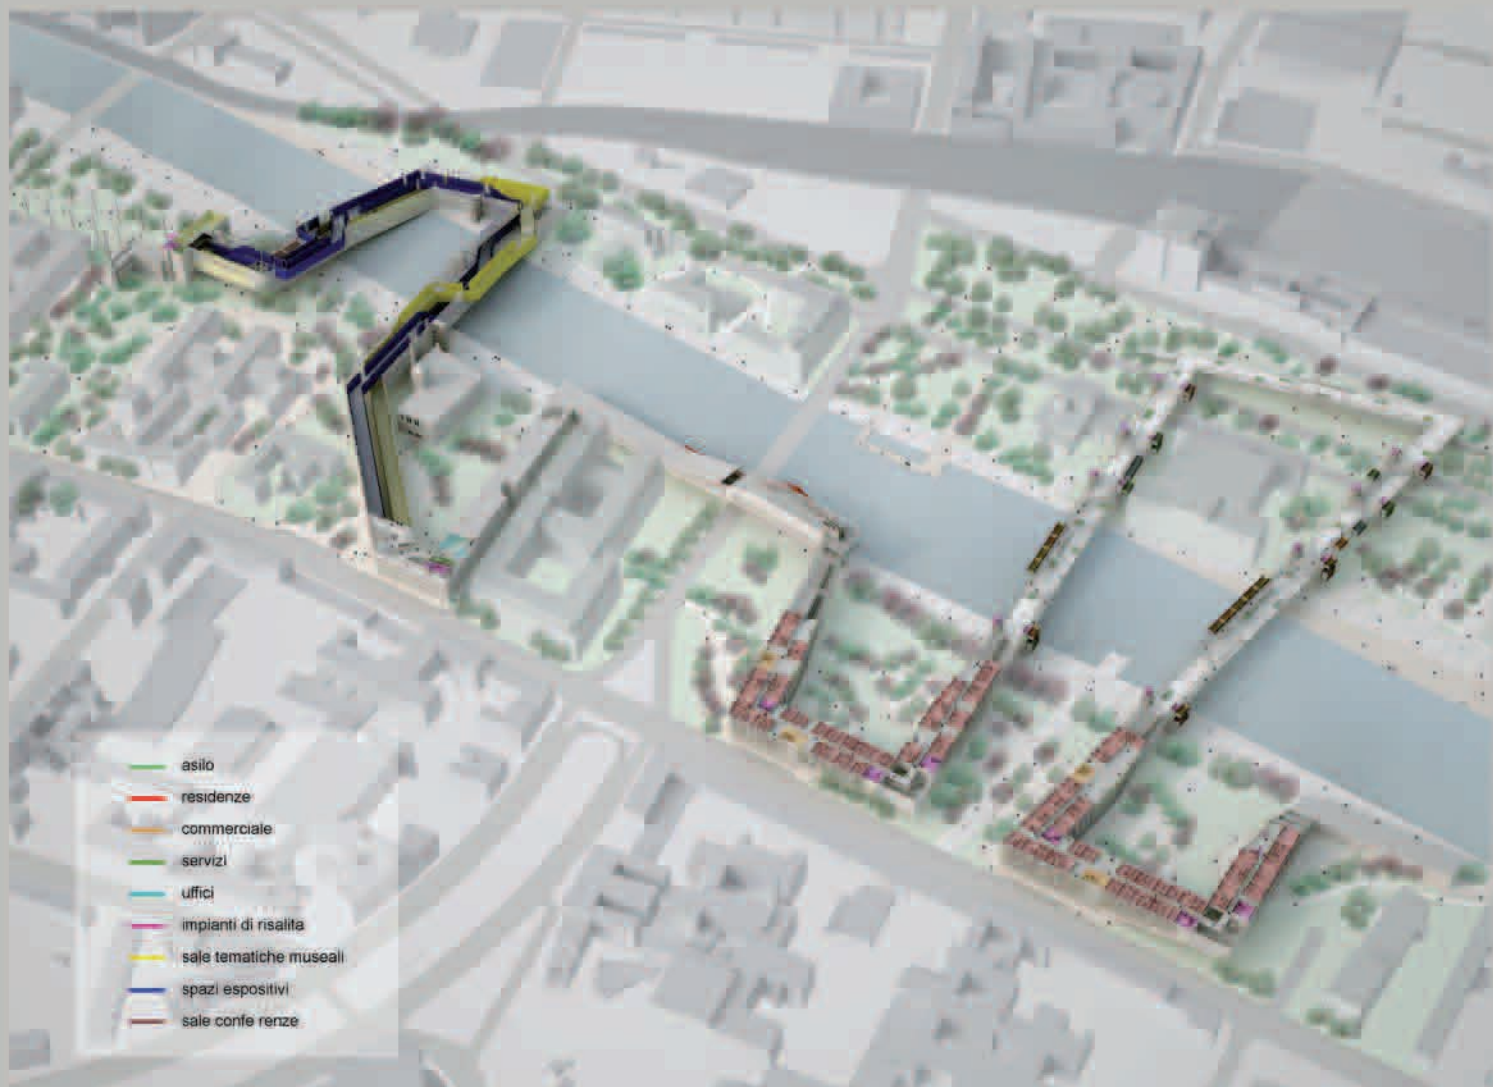 asilo
residenze
commerciale
servizi
uffici
impianti di risalita
sale tematiche museali
spazi espositivi
sale confe renze